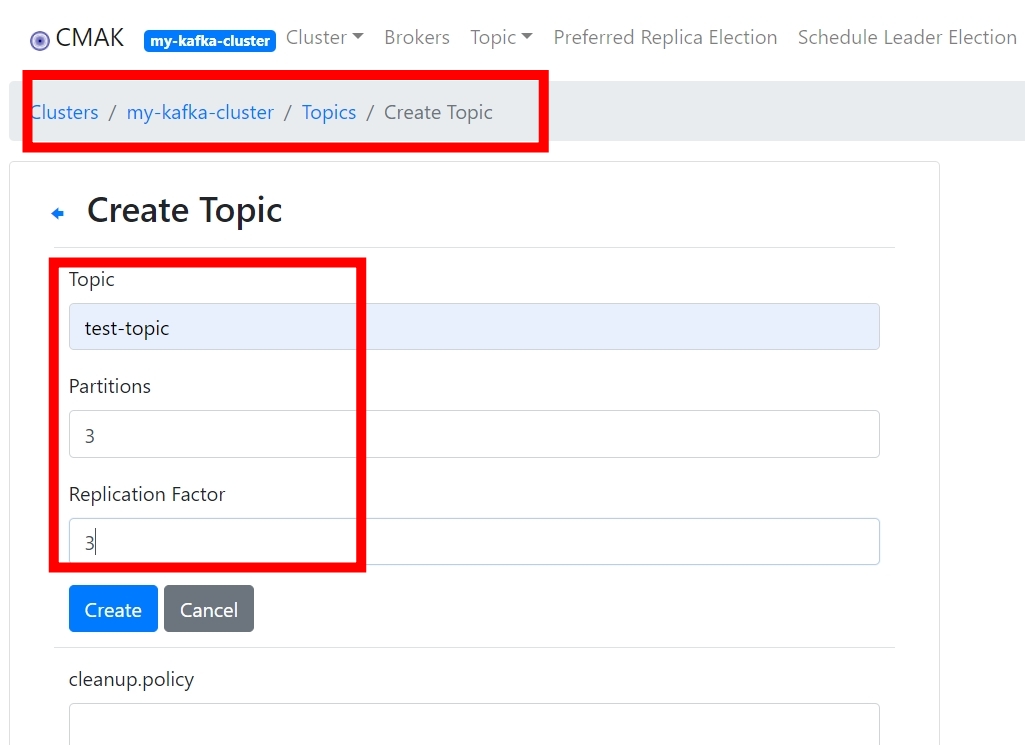 CMAK my-kafka-cluster Cluster Brokers Topic Preferred Replica Election Schedule Leader Election
Clusters / my-kafka-cluster / Topics / Create Topic
Create Topic
Topic
test-topic
Partitions
3
Replication Factor
3
Create Cancel
cleanup.policy